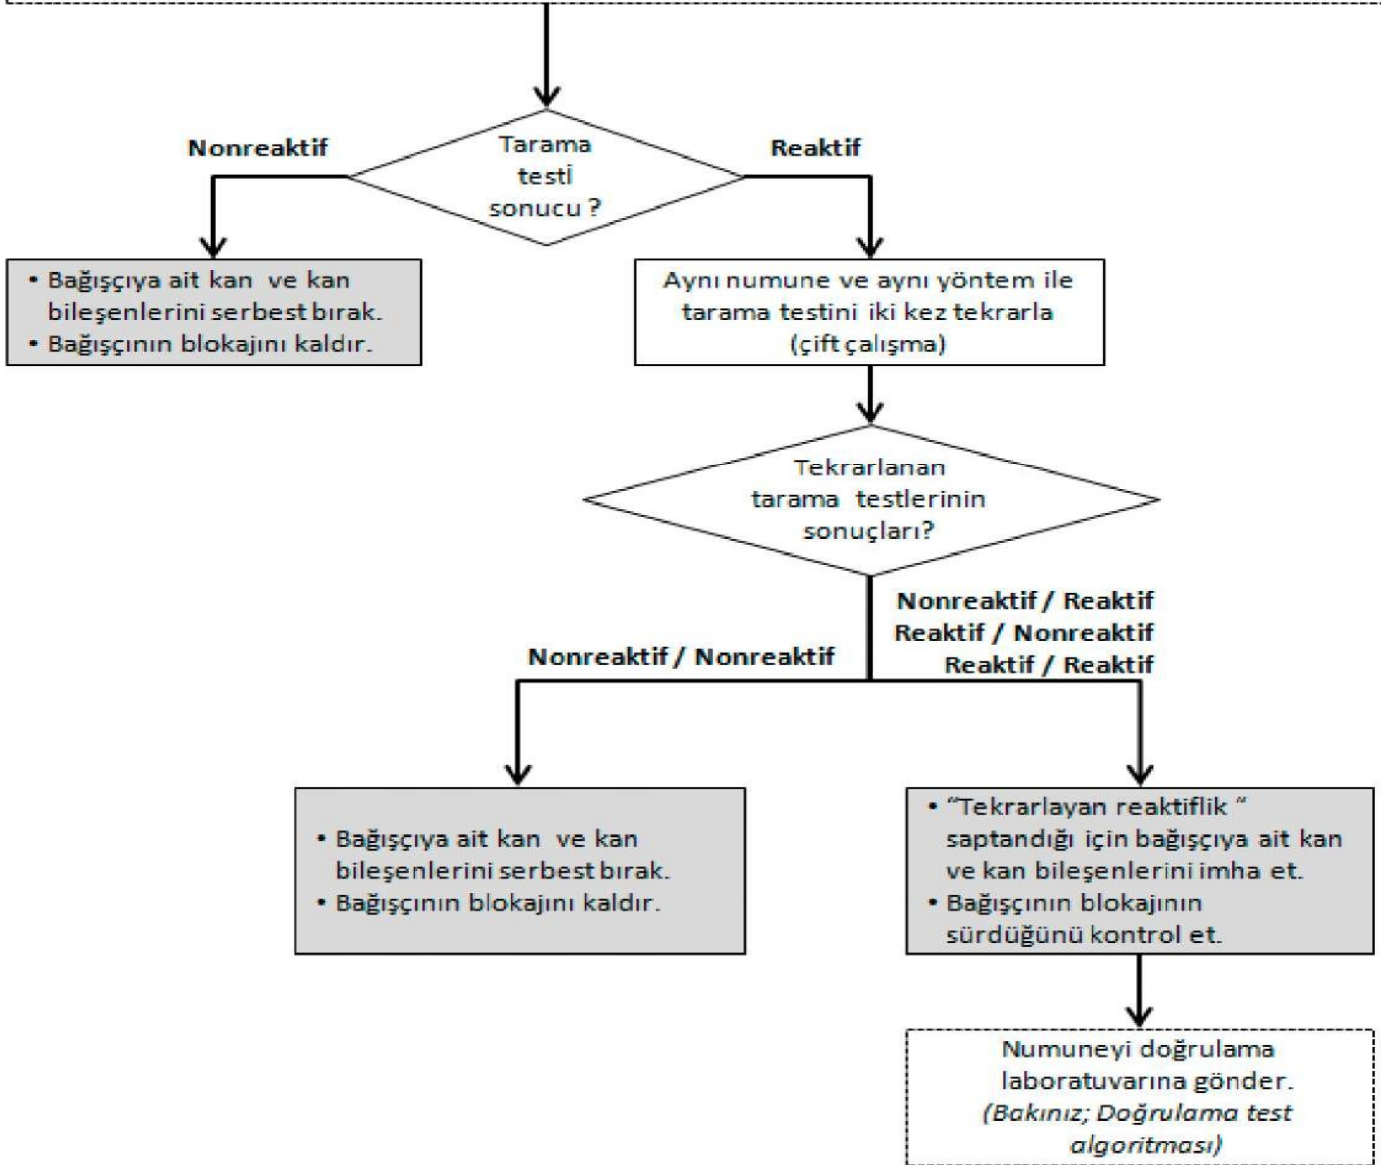 Tarama
testi
sonucu ?
Nonreaktif
Reaktif
• Bağışçıya ait kan ve kan
bileşenlerini serbest bırak.
• Bağışçının blokajını kaldır.
Aynı numune ve aynı yöntem ile
tarama testini iki kez tekrarla
(çift çalışma)
Tekrarlanan
tarama testlerinin
sonuçları?
Nonreaktif / Nonreaktif
Nonreaktif / Reaktif
Reaktif / Nonreaktif
Reaktif / Reaktif
• Bağışçıya ait kan ve kan
bileşenlerini serbest bırak.
• Bağışçının blokajını kaldır.
• “Tekrarlayan reaktiflik “
saptandığı için bağışçıya ait kan
ve kan bileşenlerini imha et.
• Bağışçının blokajının
sürdüğünü kontrol et.
Numuneyi doğrulama
laboratuvarına gönder.
(Bakınız; Doğrulama test
algoritması)